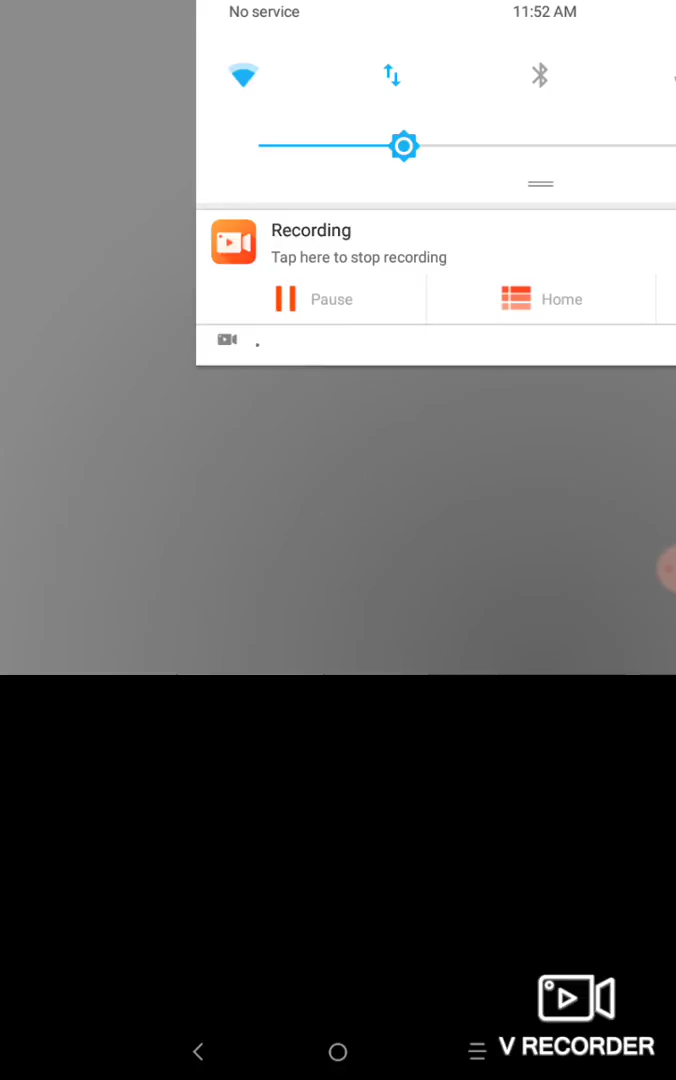 No service 11:52 AM
Recording
Tap here to stop recording
Pause Home
.
V RECORDER